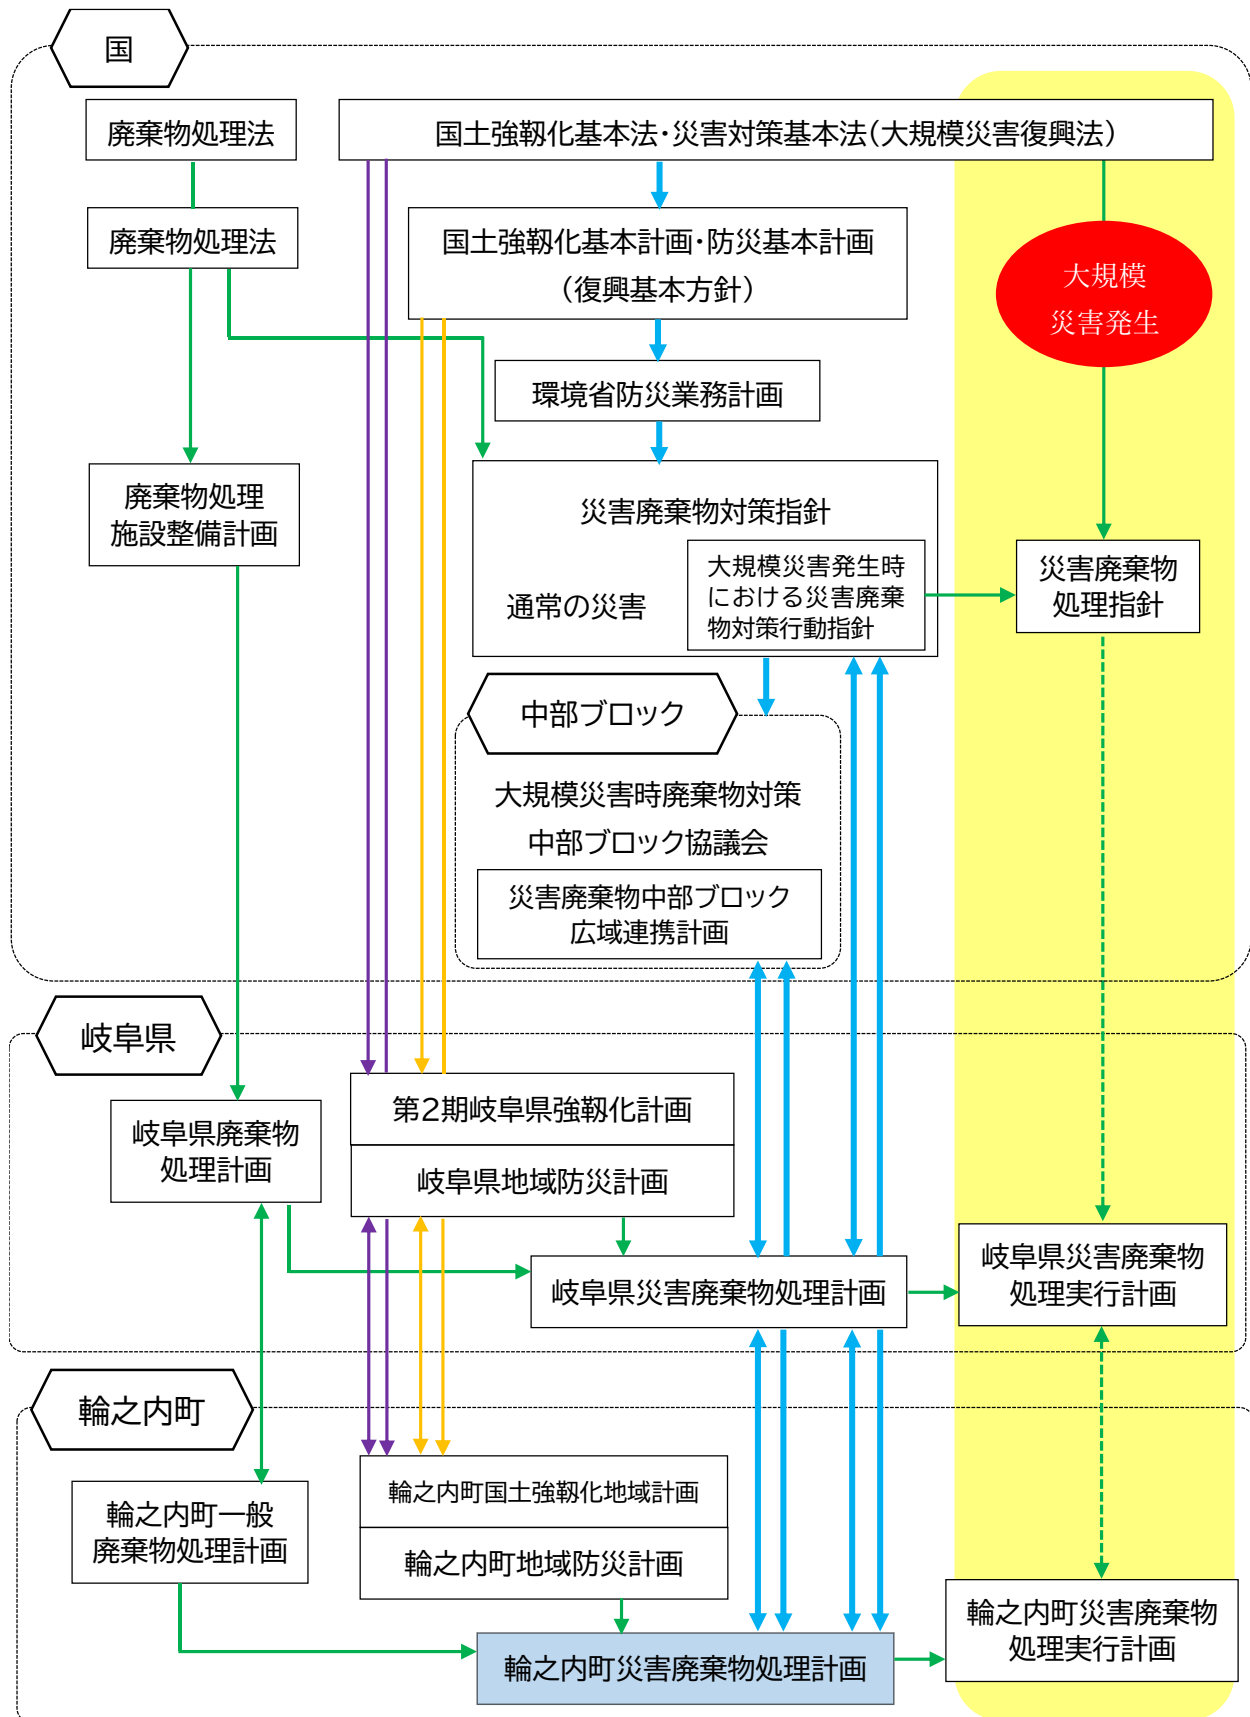 国
廃棄物処理法
国土強靱化基本法・災害対策基本法（大規模災害復興法）
廃棄物処理法
国土強靱化基本計画・防災基本計画
（復興基本方針）
大規模
災害発生
環境省防災業務計画
廃棄物処理
施設整備計画
災害廃棄物対策指針
通常の災害
大規模災害発生時
における災害廃棄
物対策行動指針
災害廃棄物
処理指針
中部ブロック
大規模災害時廃棄物対策
中部ブロック協議会
災害廃棄物中部ブロック
広域連携計画
岐阜県
岐阜県廃棄物
処理計画
第2期岐阜県強靱化計画
岐阜県地域防災計画
岐阜県災害廃棄物処理計画
岐阜県災害廃棄物
処理実行計画
輪之内町
輪之内町一般
廃棄物処理計画
輪之内町国土強靱化地域計画
輪之内町地域防災計画
輪之内町災害廃棄物処理計画
輪之内町災害廃棄物
処理実行計画